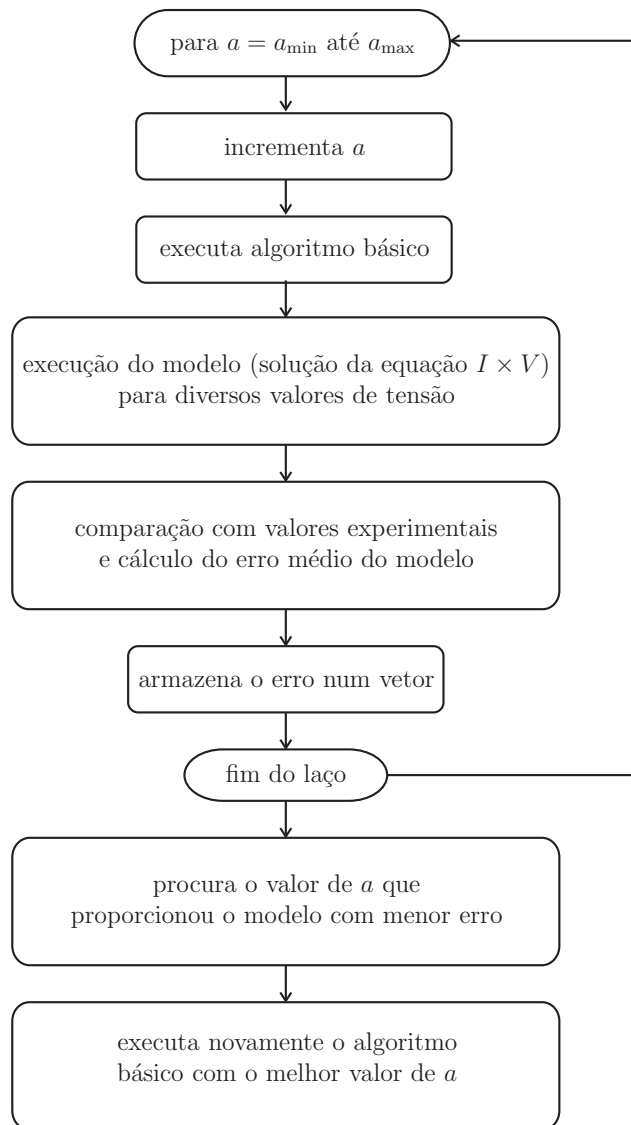 para a = a_min até a_max
incrementa a
executa algoritmo básico
execução do modelo (solução da equação I × V)
para diversos valores de tensão
comparação com valores experimentais
e cálculo do erro médio do modelo
armazena o erro num vetor
fim do laço
procura o valor de a que
proporcionou o modelo com menor erro
executa novamente o algoritmo
básico com o melhor valor de a